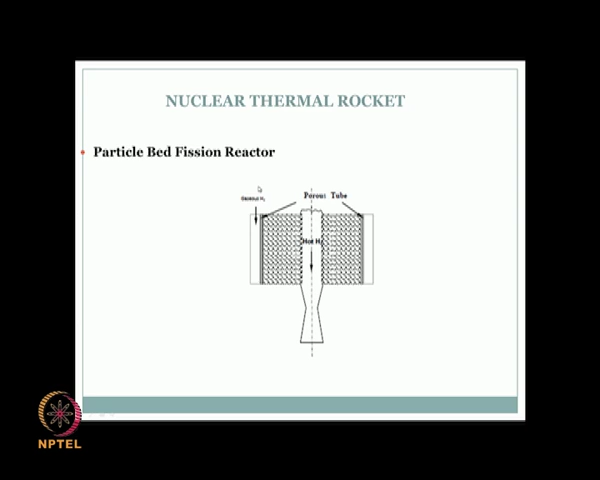 NUCLEAR THERMAL ROCKET
Particle Bed Fission Reactor
Porous Tube
Hot H₂
NPTEL